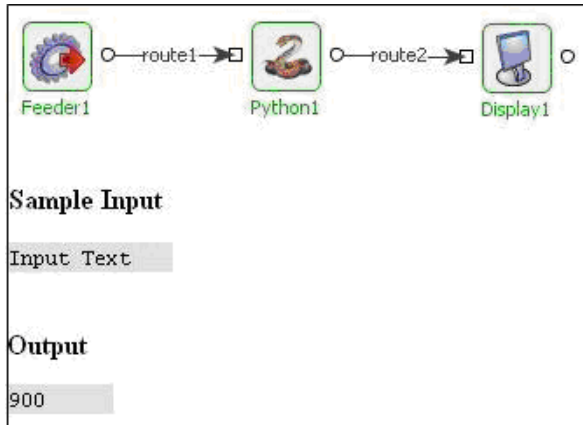 route1 route2
Feeder1 Python1 Display1
Sample Input
Input Text
Output
900